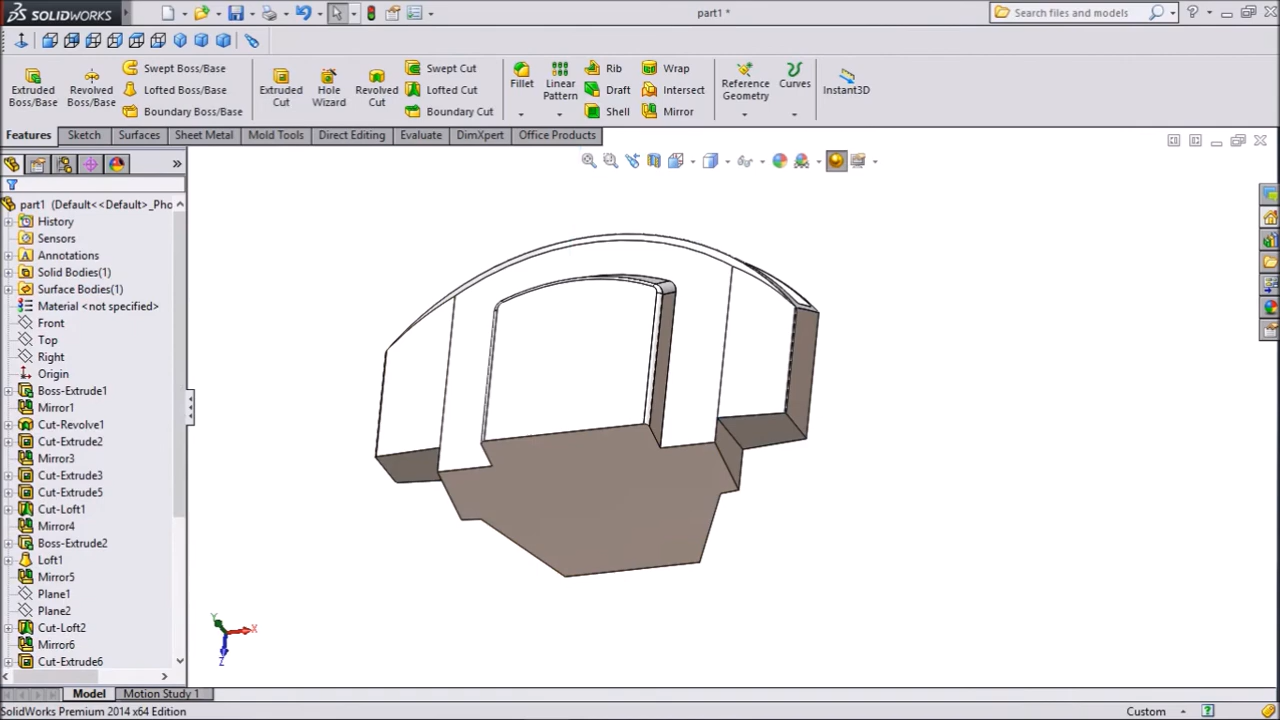 SOLIDWORKS
part1 *
Search files and models
Extruded Boss/Base
Revolved Boss/Base
Swept Boss/Base
Lofted Boss/Base
Boundary Boss/Base
Extruded Cut
Hole Wizard
Revolved Cut
Swept Cut
Lofted Cut
Boundary Cut
Fillet
Linear Pattern
Rib
Draft
Shell
Wrap
Intersect
Mirror
Reference Geometry
Curves
Instant3D
Features
Sketch
Surfaces
Sheet Metal
Mold Tools
Direct Editing
Evaluate
DimXpert
Office Products
part1 (Default<<Default>_Pho
History
Sensors
Annotations
Solid Bodies(1)
Surface Bodies(1)
Material <not specified>
Front
Top
Right
Origin
Boss-Extrude1
Mirror1
Cut-Revolve1
Cut-Extrude2
Mirror3
Cut-Extrude3
Cut-Extrude5
Cut-Loft1
Mirror4
Boss-Extrude2
Loft1
Mirror5
Plane1
Plane2
Cut-Loft2
Mirror6
Cut-Extrude6
Y
X
Z
Model
Motion Study 1
SolidWorks Premium 2014 x64 Edition
Custom